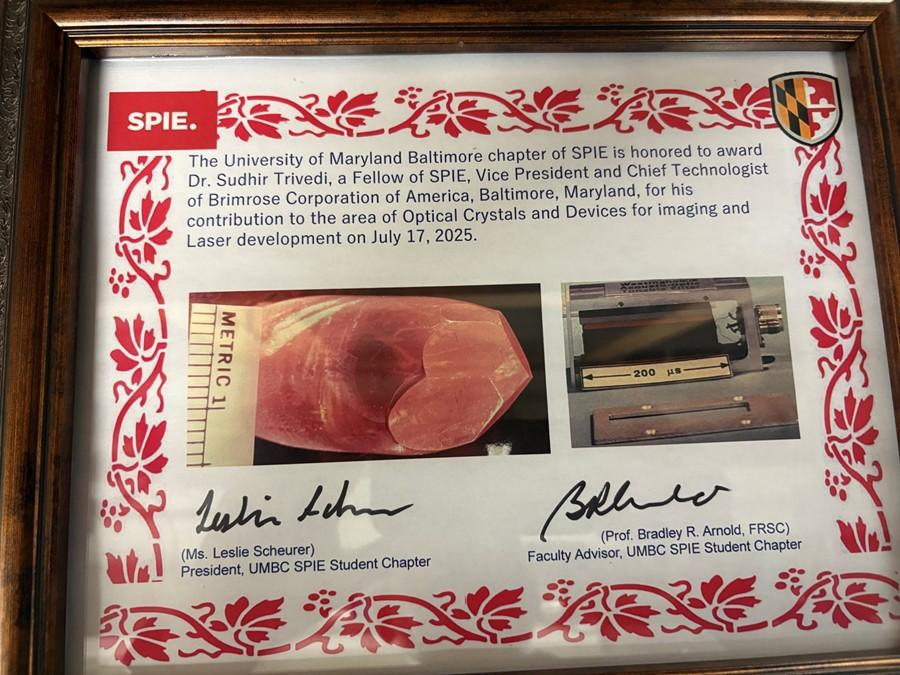 SPIE.
The University of Maryland Baltimore chapter of SPIE is honored to award
Dr. Sudhir Trivedi, a Fellow of SPIE, Vice President and Chief Technologist
of Brimrose Corporation of America, Baltimore, Maryland, for his
contribution to the area of Optical Crystals and Devices for imaging and
Laser development on July 17, 2025.
METRIC 1
200 µs
(Ms. Leslie Scheurer)
President, UMBC SPIE Student Chapter
(Prof. Bradley R. Arnold, FRSC)
Faculty Advisor, UMBC SPIE Student Chapter